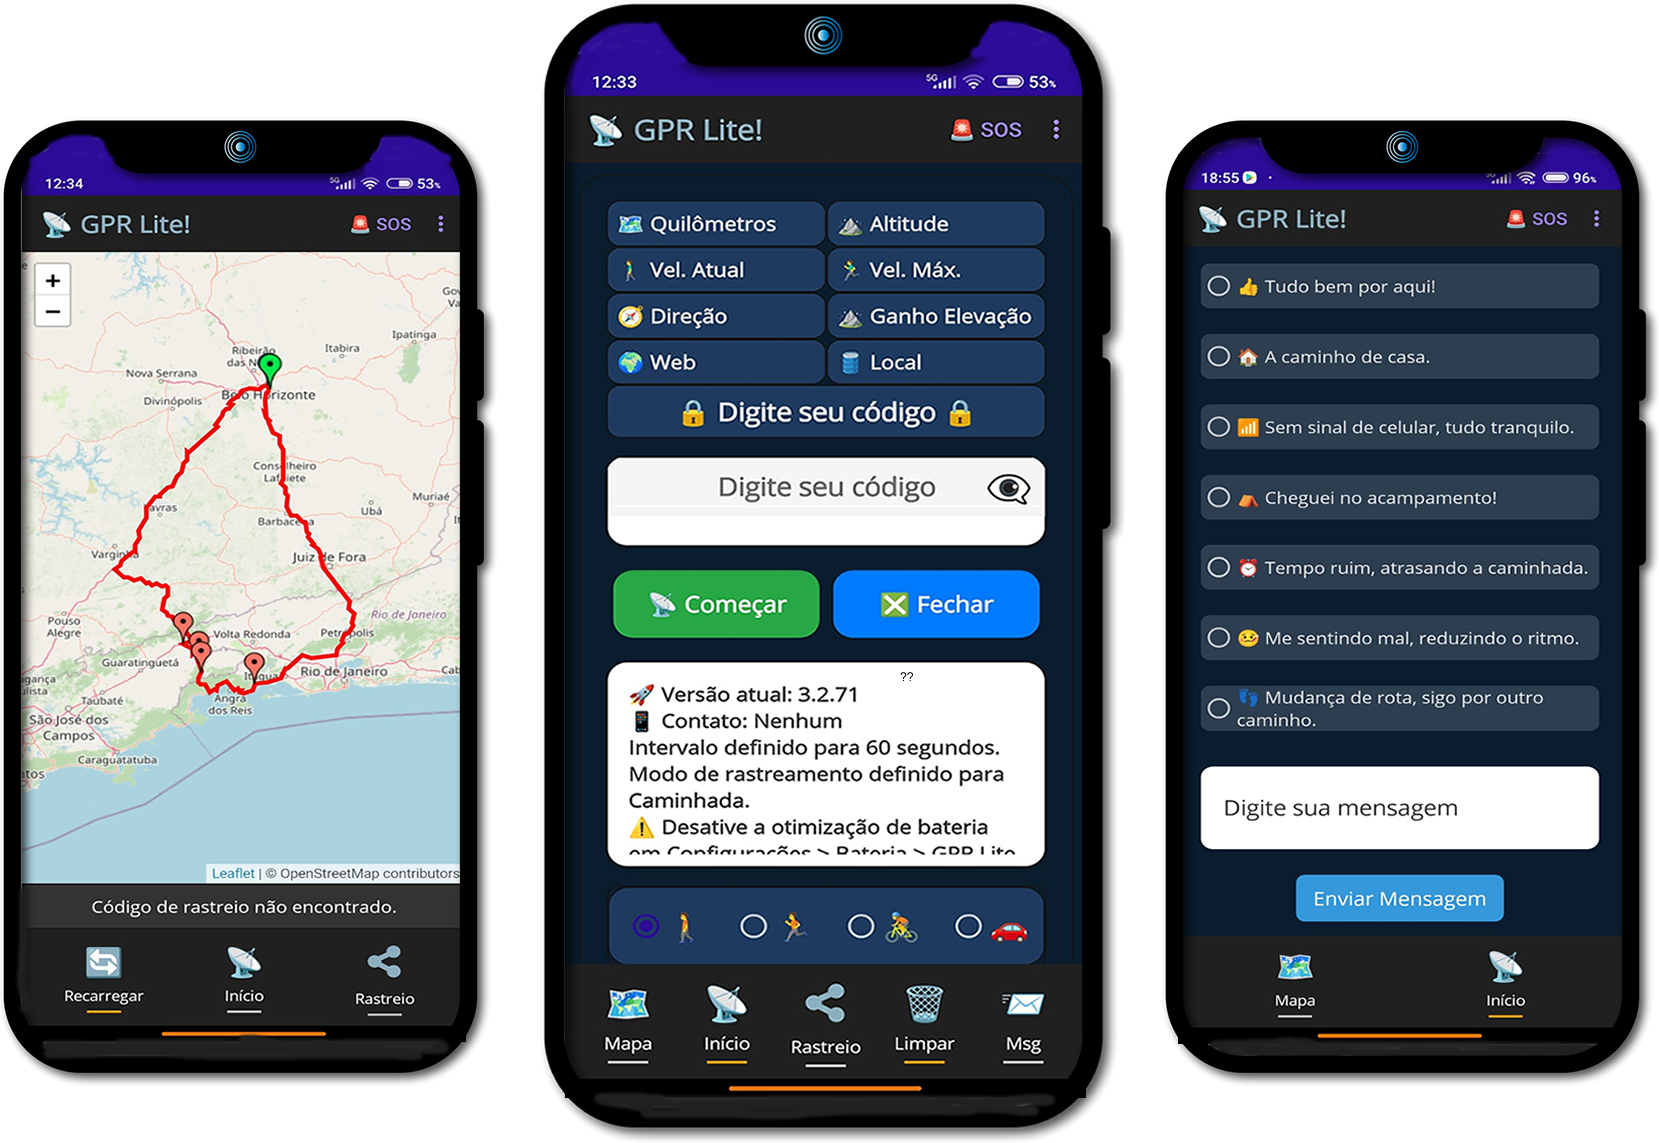 12:34
5G
53%
GPR Lite!
SOS
+
−
Ipatinga
Ribeirão
das
Itabira
Nova Serrana
Belo Horizonte
Divinópolis
Conselheiro
Lafaiete
Muriaé
Ubá
Lavras
Barbacena
Varginha
Juiz de Fora
Rio de Janeiro
Pouso
Alegre
Volta Redonda
Petrópolis
Guaratinguetá
Itaguaí
Rio de Janeiro
Taubaté
Angra
dos Reis
São José dos
Campos
Caraguatatuba
Leaflet | © OpenStreetMap contributors
Código de rastreio não encontrado.
Recarregar
Início
Rastreio
12:33
5G
53%
GPR Lite!
SOS
Quilômetros
Altitude
Vel. Atual
Vel. Máx.
Direção
Ganho Elevação
Web
Local
Digite seu código
Digite seu código
Começar
Fechar
??
Versão atual: 3.2.71
Contato: Nenhum
Intervalo definido para 60 segundos.
Modo de rastreamento definido para
Caminhada.
Desative a otimização de bateria
em Configurações > Bateria > GPR Lite
Mapa
Início
Rastreio
Limpar
Msg
18:55
5G
96%
GPR Lite!
SOS
Tudo bem por aqui!
A caminho de casa.
Sem sinal de celular, tudo tranquilo.
Cheguei no acampamento!
Tempo ruim, atrasando a caminhada.
Me sentindo mal, reduzindo o ritmo.
Mudança de rota, sigo por outro
caminho.
Digite sua mensagem
Enviar Mensagem
Mapa
Início